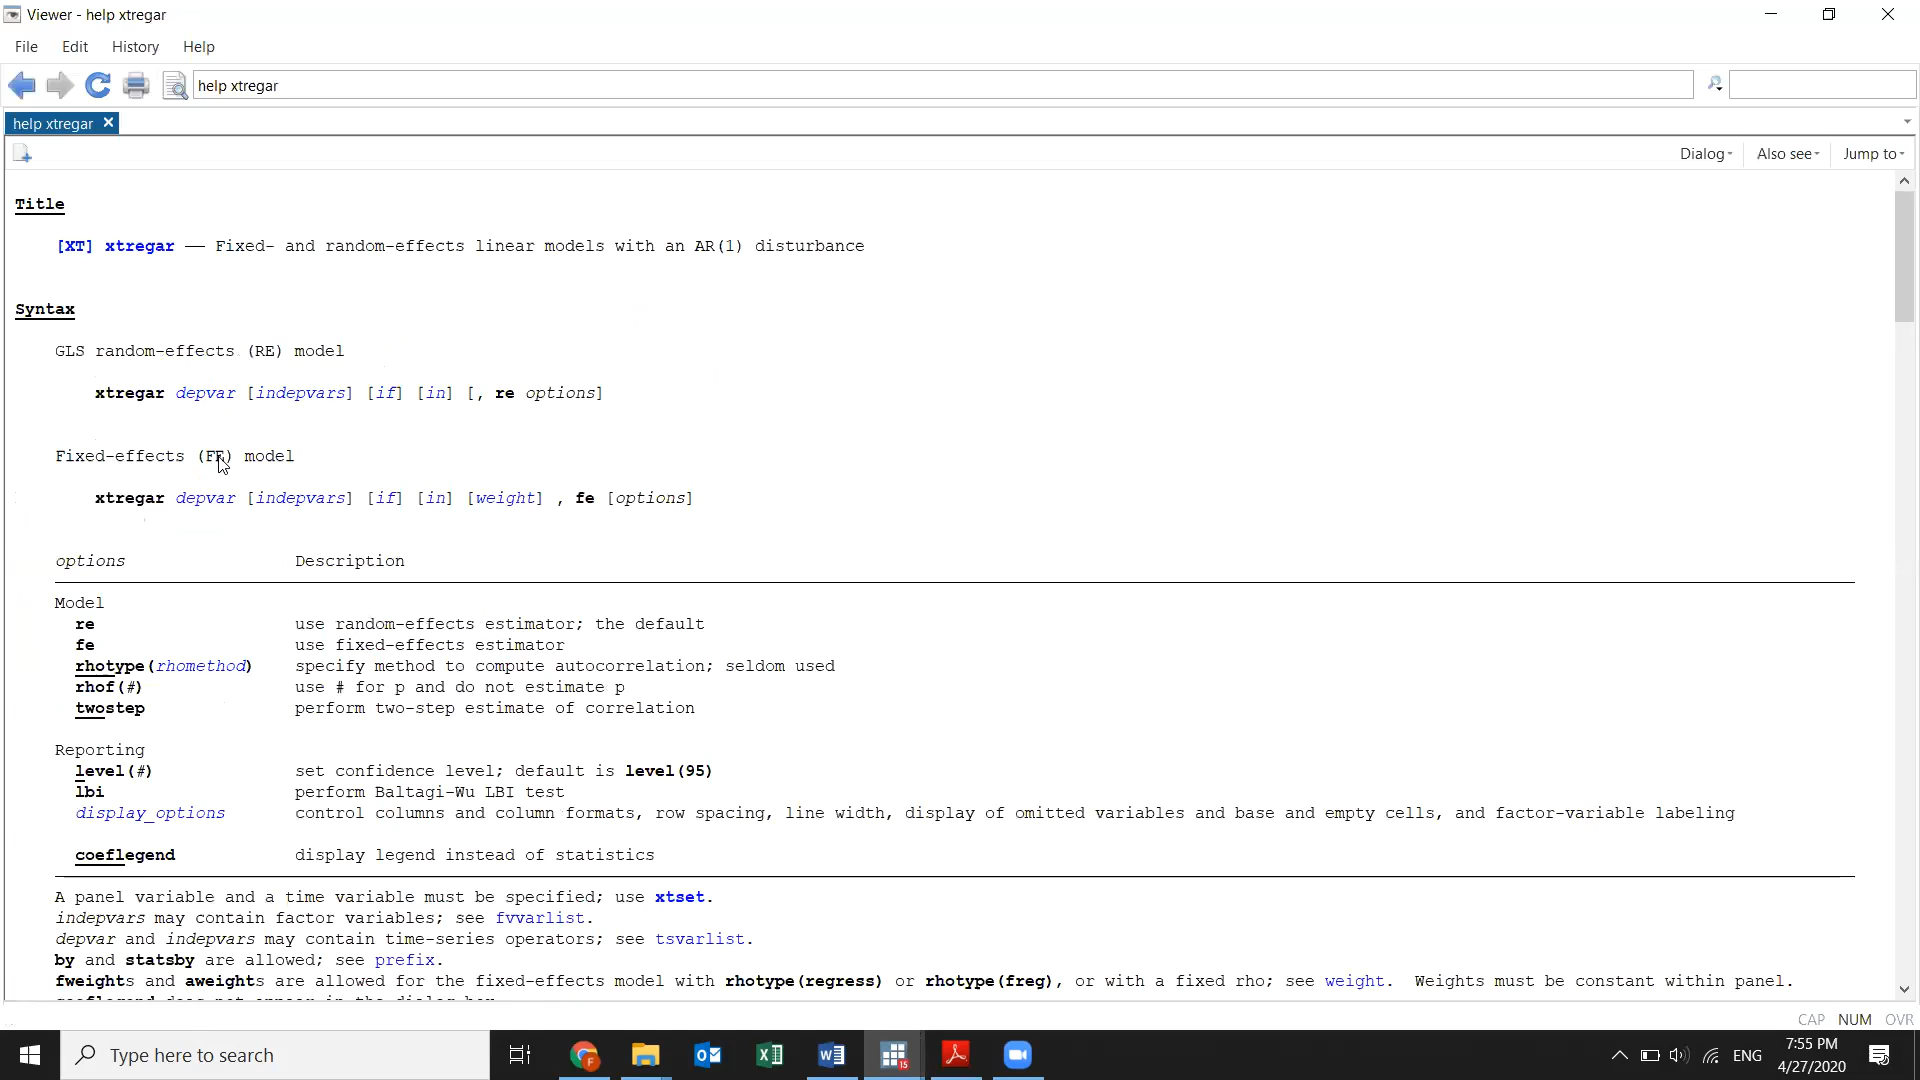 Viewer - help xtregar
File Edit History Help
help xtregar
help xtregar
Dialog Also see Jump to
Title
[XT] xtregar — Fixed- and random-effects linear models with an AR(1) disturbance
Syntax
GLS random-effects (RE) model
xtregar depvar [indepvars] [if] [in] [, re options]
Fixed-effects (FE) model
xtregar depvar [indepvars] [if] [in] [weight] , fe [options]
options Description
Model
re use random-effects estimator; the default
fe use fixed-effects estimator
rhotype(rhomethod) specify method to compute autocorrelation; seldom used
rhof(#) use # for p and do not estimate p
twostep perform two-step estimate of correlation
Reporting
level(#) set confidence level; default is level(95)
lbi perform Baltagi-Wu LBI test
display_options control columns and column formats, row spacing, line width, display of omitted variables and base and empty cells, and factor-variable labeling
coeflegend display legend instead of statistics
A panel variable and a time variable must be specified; use xtset.
indepvars may contain factor variables; see fvvarlist.
depvar and indepvars may contain time-series operators; see tsvarlist.
by and statsby are allowed; see prefix.
fweights and aweights are allowed for the fixed-effects model with rhotype(regress) or rhotype(freg), or with a fixed rho; see weight. Weights must be constant within panel.
coeflegend does not appear in the dialog box.
CAP NUM OVR
Type here to search
15
ENG
7:55 PM
4/27/2020